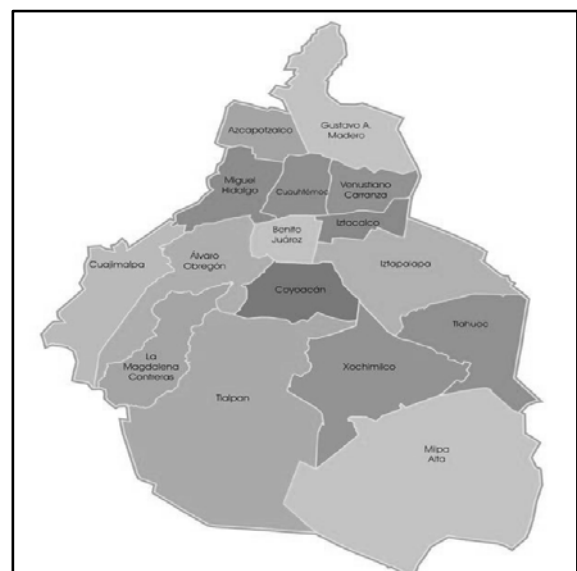 Gustavo A.
Madero
Azcapotzalco
Miguel
Hidalgo
Cuauhtémoc
Venustiano
Carranza
Iztacalco
Benito
Juárez
Cuajimalpa
Álvaro
Obregón
Iztapalapa
Coyoacán
Tláhuac
La
Magdalena
Contreras
Xochimilco
Tlalpan
Milpa
Alta